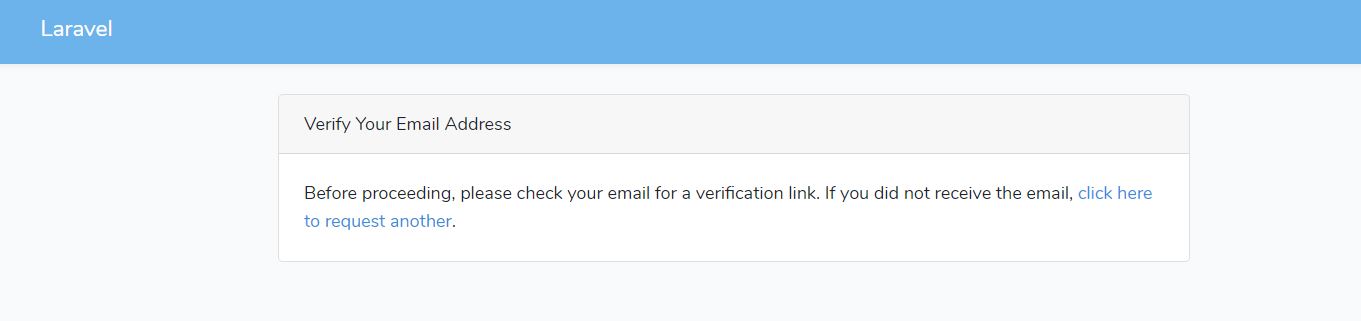 Laravel
Verify Your Email Address
Before proceeding, please check your email for a verification link. If you did not receive the email, click here
to request another.